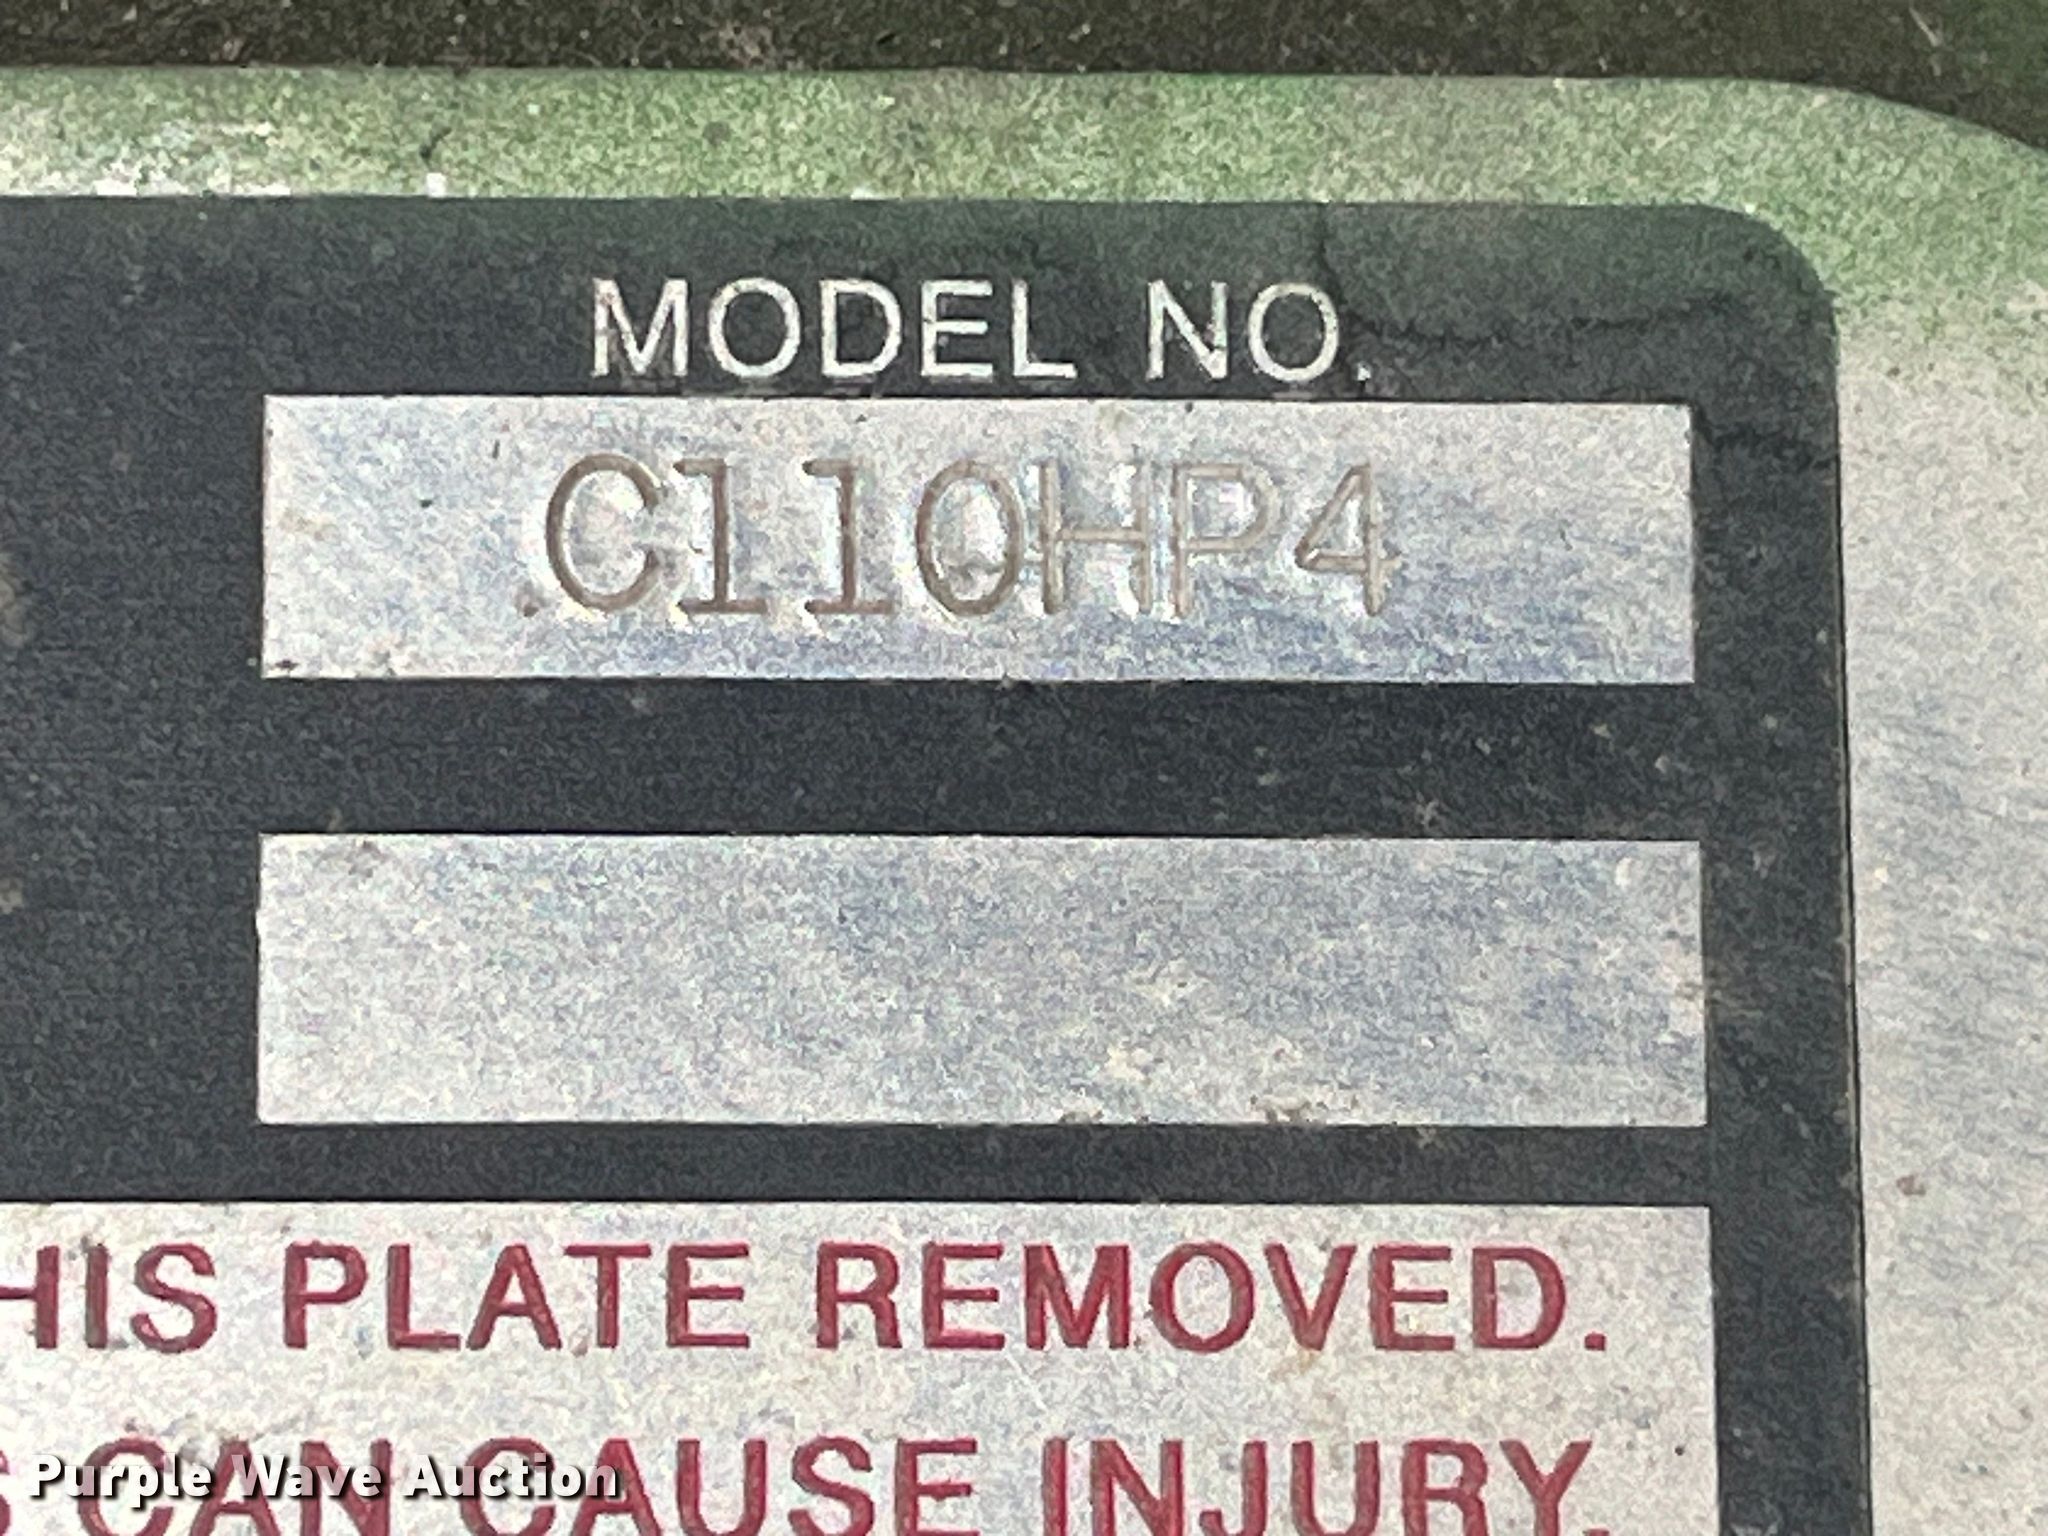 MODEL NO.
C110HP4
HIS PLATE REMOVED.
S CAN CAUSE INJURY.
Purple Wave Auction